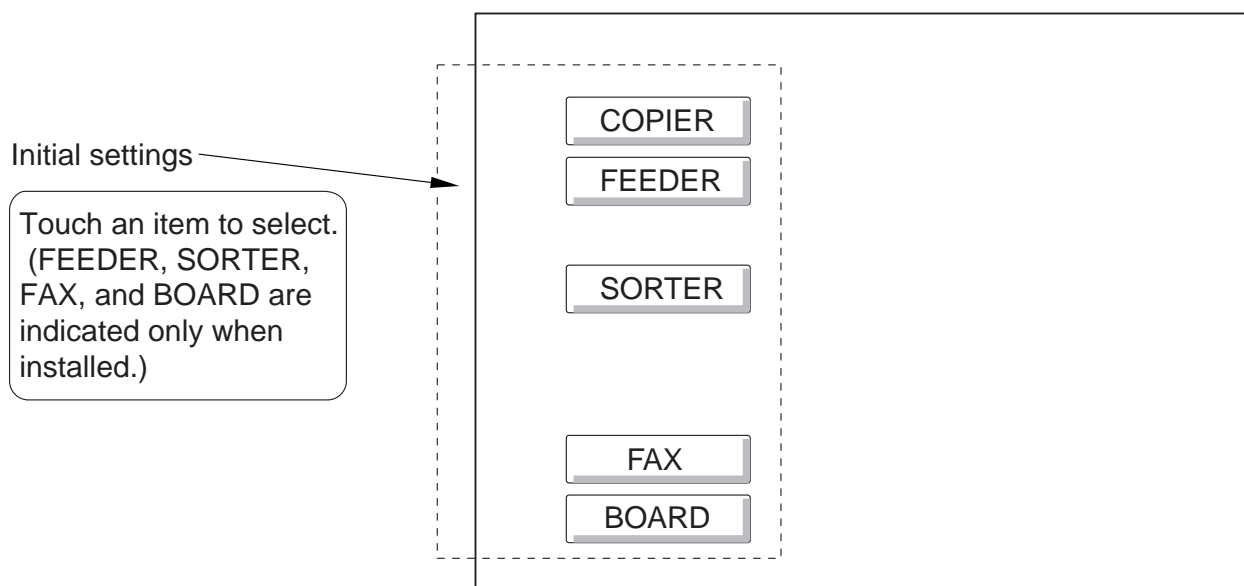 Initial settings
Touch an item to select.
(FEEDER, SORTER,
FAX, and BOARD are
indicated only when
installed.)
COPIER
FEEDER
SORTER
FAX
BOARD